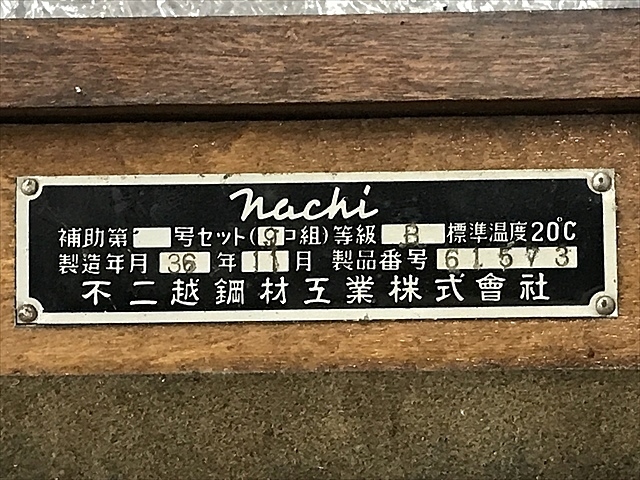 nachi
補助第 号セット(9コ組)等級 B 標準温度20℃
製造年月 36 年 11 月 製品番号 61573
不二越鋼材工業株式會社